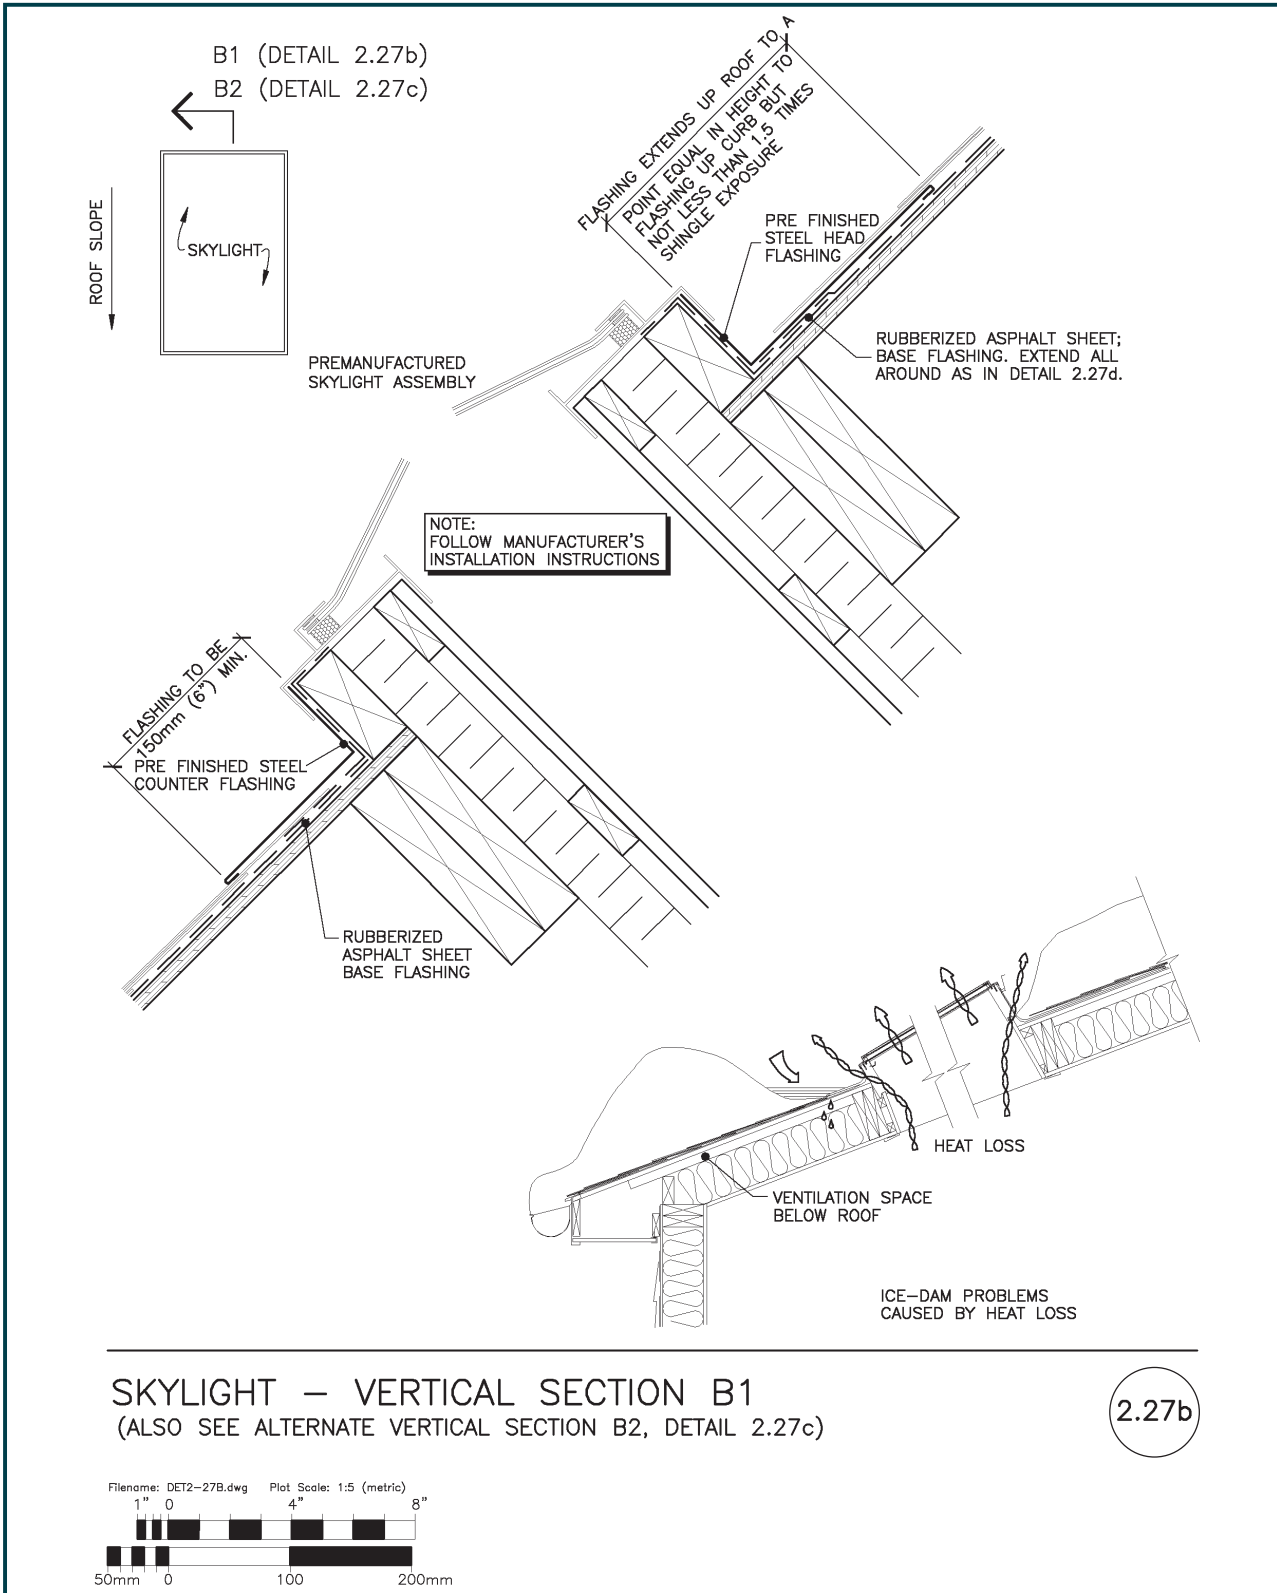 B1 (DETAIL 2.27b)
B2 (DETAIL 2.27c)
ROOF SLOPE
SKYLIGHT
FLASHING EXTENDS UP ROOF TO A
POINT EQUAL IN HEIGHT TO
FLASHING UP CURB BUT
NOT LESS THAN 1.5 TIMES
SHINGLE EXPOSURE
PRE FINISHED
STEEL HEAD
FLASHING
RUBBERIZED ASPHALT SHEET;
BASE FLASHING. EXTEND ALL
AROUND AS IN DETAIL 2.27d.
PREMANUFACTURED
SKYLIGHT ASSEMBLY
NOTE:
FOLLOW MANUFACTURER'S
INSTALLATION INSTRUCTIONS
FLASHING TO BE
150mm (6") MIN.
PRE FINISHED STEEL
COUNTER FLASHING
RUBBERIZED
ASPHALT SHEET
BASE FLASHING
HEAT LOSS
VENTILATION SPACE
BELOW ROOF
ICE-DAM PROBLEMS
CAUSED BY HEAT LOSS
SKYLIGHT - VERTICAL SECTION B1
(ALSO SEE ALTERNATE VERTICAL SECTION B2, DETAIL 2.27c)
2.27b
Filename: DET2-27B.dwg Plot Scale: 1:5 (metric)
1" 0 4" 8"
50mm 0 100 200mm